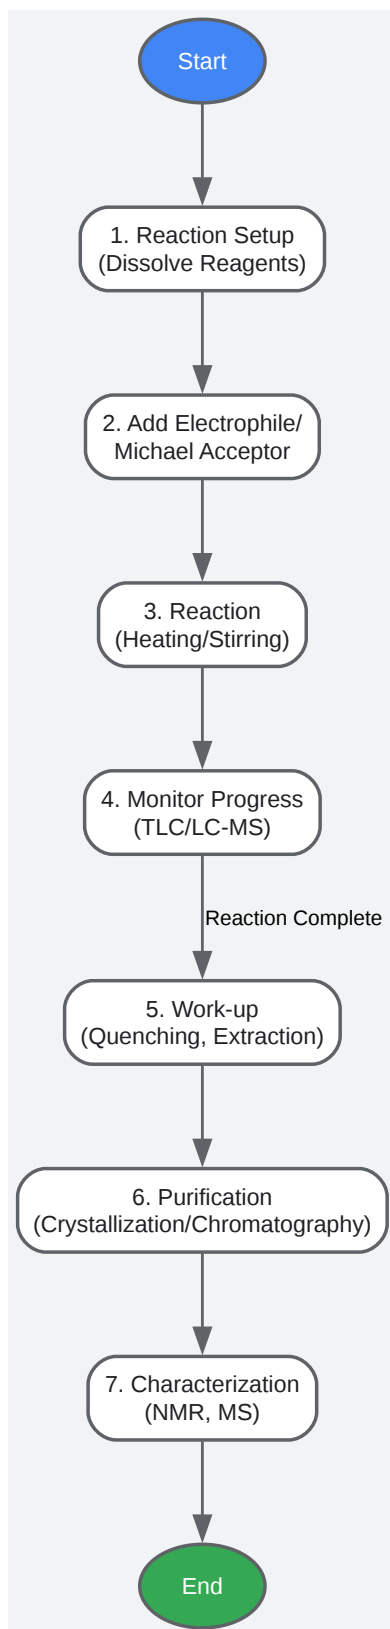 Start
1. Reaction Setup
(Dissolve Reagents)
2. Add Electrophile/
Michael Acceptor
3. Reaction
(Heating/Stirring)
4. Monitor Progress
(TLC/LC-MS)
Reaction Complete
5. Work-up
(Quenching, Extraction)
6. Purification
(Crystallization/Chromatography)
7. Characterization
(NMR, MS)
End